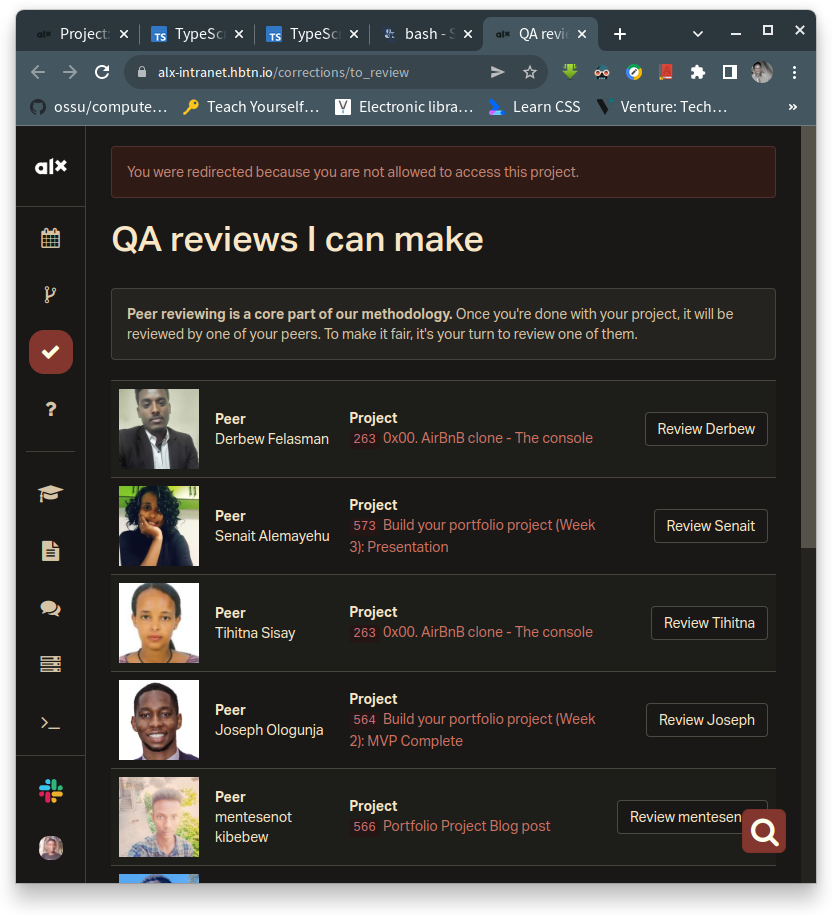 alx Project: × TS TypeSc × TS TypeSc × bash - S × alx QA revie × +
alx-intranet.hbtn.io/corrections/to_review
ossu/compute… Teach Yourself… Y Electronic libra… Learn CSS Venture: Tech… »
alx
You were redirected because you are not allowed to access this project.
QA reviews I can make
Peer reviewing is a core part of our methodology. Once you're done with your project, it will be
reviewed by one of your peers. To make it fair, it's your turn to review one of them.
Peer
Derbew Felasman
Project
263 0x00. AirBnB clone - The console
Review Derbew
Peer
Senait Alemayehu
Project
573 Build your portfolio project (Week
3): Presentation
Review Senait
Peer
Tihitna Sisay
Project
263 0x00. AirBnB clone - The console
Review Tihitna
Peer
Joseph Ologunja
Project
564 Build your portfolio project (Week
2): MVP Complete
Review Joseph
Peer
mentesenot
kibebew
Project
566 Portfolio Project Blog post
Review mentesen